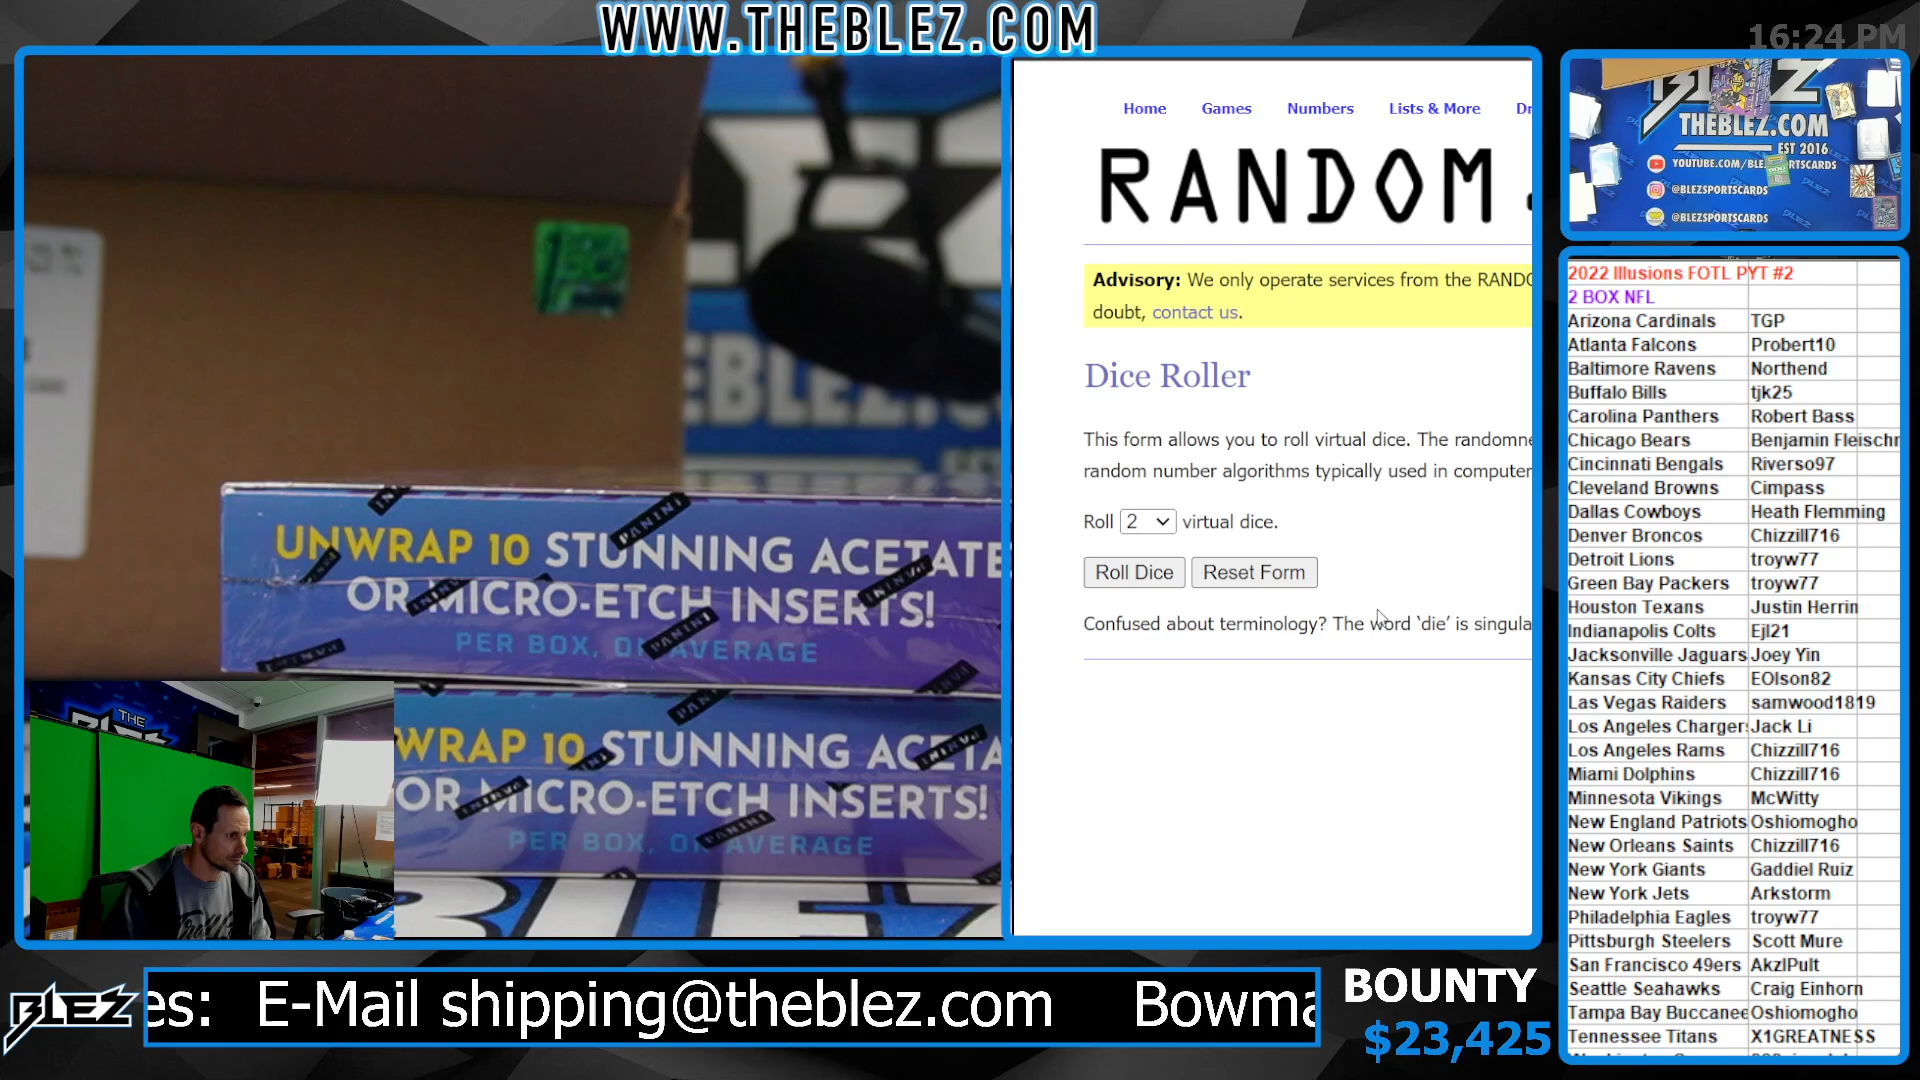 WWW.THEBLEZ.COM
16:24 PM
UNWRAP 10 STUNNING ACETATE
OR MICRO-ETCH INSERTS!
PER BOX, ON AVERAGE
WRAP 10 STUNNING ACETA
OR MICRO-ETCH INSERTS!
PER BOX, ON AVERAGE
PANINI
THE
Home Games Numbers Lists & More Dr
RANDOM.
Advisory: We only operate services from the RANDO
doubt, contact us.
Dice Roller
This form allows you to roll virtual dice. The randomne
random number algorithms typically used in computer
Roll 2 virtual dice.
Roll Dice Reset Form
Confused about terminology? The word ‘die’ is singula
THEBLEZ.COM
EST 2016
YOUTUBE.COM/BLE RTSCARDS
@BLEZSPORTSCARDS
@BLEZSPORTSCARDS
2022 Illusions FOTL PYT #2
2 BOX NFL
Arizona Cardinals TGP
Atlanta Falcons Probert10
Baltimore Ravens Northend
Buffalo Bills tjk25
Carolina Panthers Robert Bass
Chicago Bears Benjamin Fleischr
Cincinnati Bengals Riverso97
Cleveland Browns Cimpass
Dallas Cowboys Heath Flemming
Denver Broncos Chizzill716
Detroit Lions troyw77
Green Bay Packers troyw77
Houston Texans Justin Herrin
Indianapolis Colts Ejl21
Jacksonville Jaguars Joey Yin
Kansas City Chiefs EOlson82
Las Vegas Raiders samwood1819
Los Angeles Charger Jack Li
Los Angeles Rams Chizzill716
Miami Dolphins Chizzill716
Minnesota Vikings McWitty
New England Patriots Oshiomogho
New Orleans Saints Chizzill716
New York Giants Gaddiel Ruiz
New York Jets Arkstorm
Philadelphia Eagles troyw77
Pittsburgh Steelers Scott Mure
San Francisco 49ers AkzlPult
Seattle Seahawks Craig Einhorn
Tampa Bay Buccanee Oshiomogho
Tennessee Titans X1GREATNESS
BLEZ
es: E-Mail shipping@theblez.com Bowma
BOUNTY
$23,425